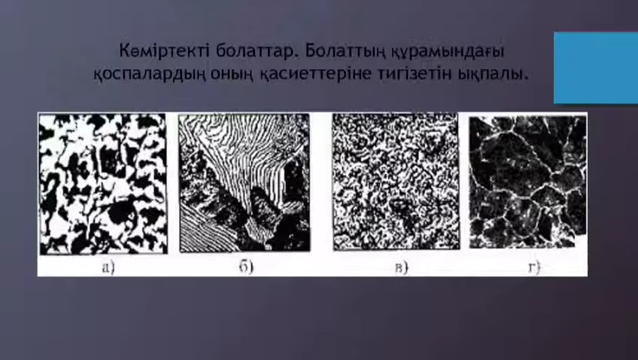 Көміртекті болаттар. Болаттың құрамындағы
қоспалардың оның қасиеттеріне тигізетін ықпалы.
а) б) в) г)